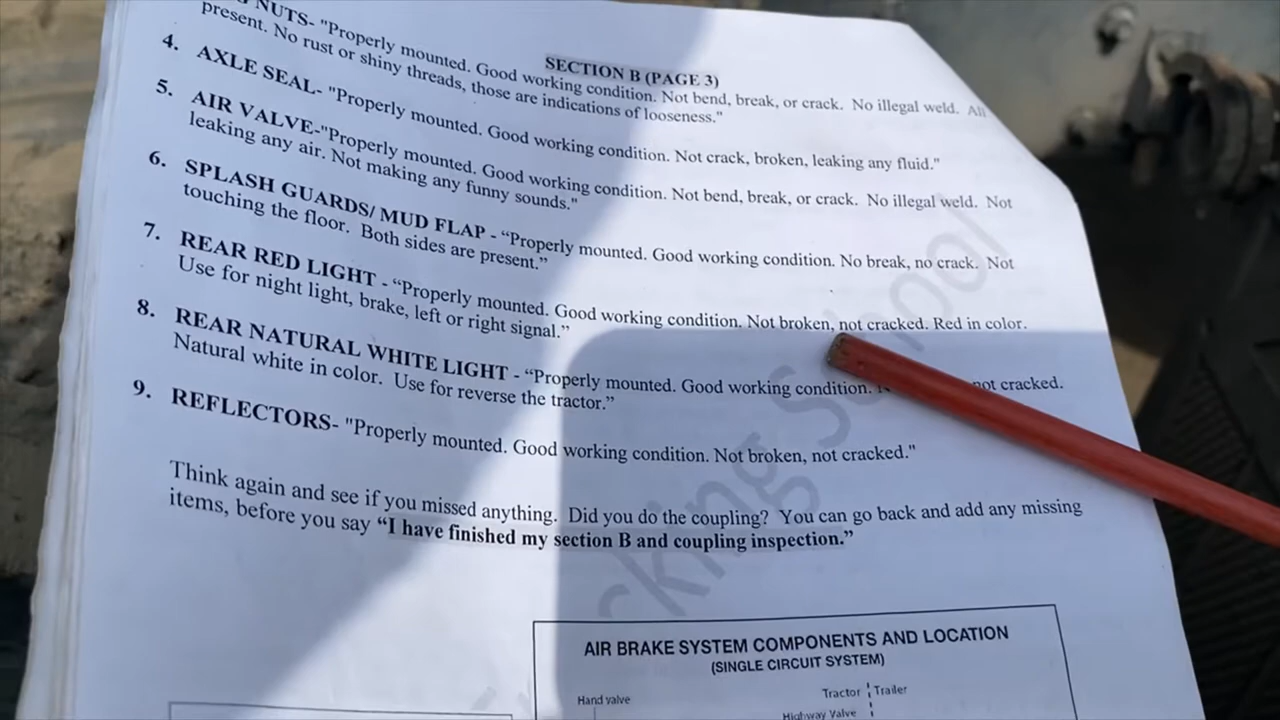 NUTS- "Properly mounted. Good working condition. Not bend, break, or crack. No illegal weld. All
present. No rust or shiny threads, those are indications of looseness."
SECTION B (PAGE 3)
4. AXLE SEAL- "Properly mounted. Good working condition. Not crack, broken, leaking any fluid."
5. AIR VALVE-"Properly mounted. Good working condition. Not bend, break, or crack. No illegal weld. Not
leaking any air. Not making any funny sounds."
6. SPLASH GUARDS/ MUD FLAP - “Properly mounted. Good working condition. No break, no crack. Not
touching the floor. Both sides are present.”
7. REAR RED LIGHT - “Properly mounted. Good working condition. Not broken, not cracked. Red in color.
Use for night light, brake, left or right signal.”
8. REAR NATURAL WHITE LIGHT - “Properly mounted. Good working condition. not cracked.
Natural white in color. Use for reverse the tractor.”
9. REFLECTORS- "Properly mounted. Good working condition. Not broken, not cracked."
Think again and see if you missed anything. Did you do the coupling? You can go back and add any missing
items, before you say “I have finished my section B and coupling inspection.”
AIR BRAKE SYSTEM COMPONENTS AND LOCATION
(SINGLE CIRCUIT SYSTEM)
Hand valve
Tractor Trailer
Highway Valve
School